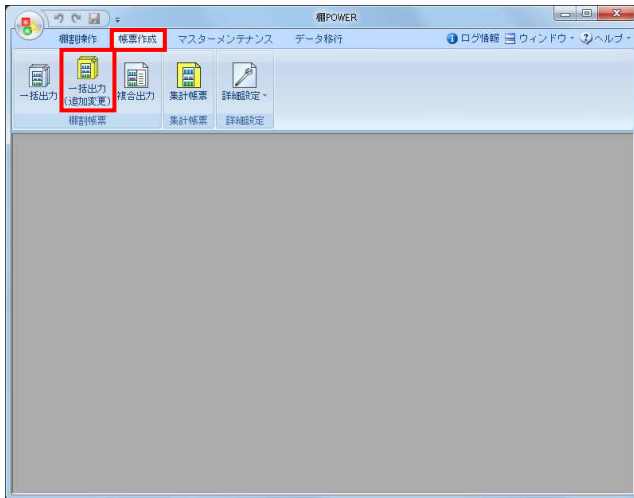 棚POWER
棚割操作 帳票作成 マスターメンテナンス データ移行 ログ情報 ウィンドウ ヘルプ
一括出力 一括出力(追加変更) 複合出力 集計帳票 詳細設定
棚割帳票 集計帳票 詳細設定